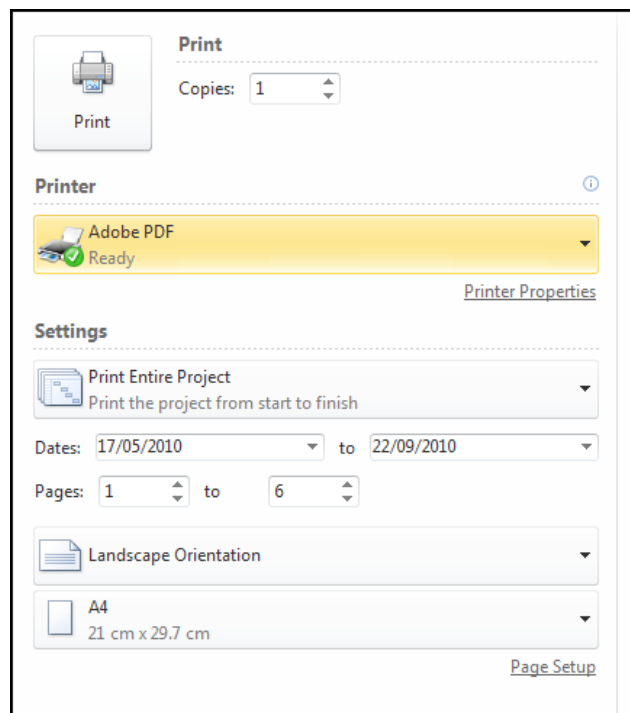 Print
Copies: 1
Print
Printer
Adobe PDF
Ready
Printer Properties
Settings
Print Entire Project
Print the project from start to finish
Dates: 17/05/2010 to 22/09/2010
Pages: 1 to 6
Landscape Orientation
A4
21 cm x 29.7 cm
Page Setup